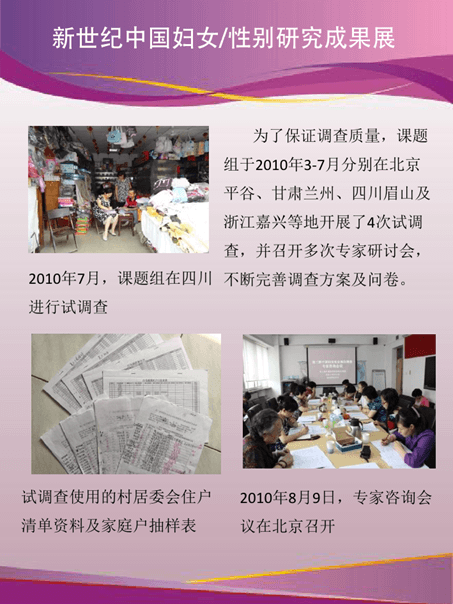 新世纪中国妇女/性别研究成果展
为了保证调查质量，课题
组于2010年3-7月分别在北京
平谷、甘肃兰州、四川眉山及
浙江嘉兴等地开展了4次试调
查，并召开多次专家研讨会，
不断完善调查方案及问卷。
2010年7月，课题组在四川
进行试调查
试调查使用的村居委会住户
清单资料及家庭户抽样表
2010年8月9日，专家咨询会
议在北京召开